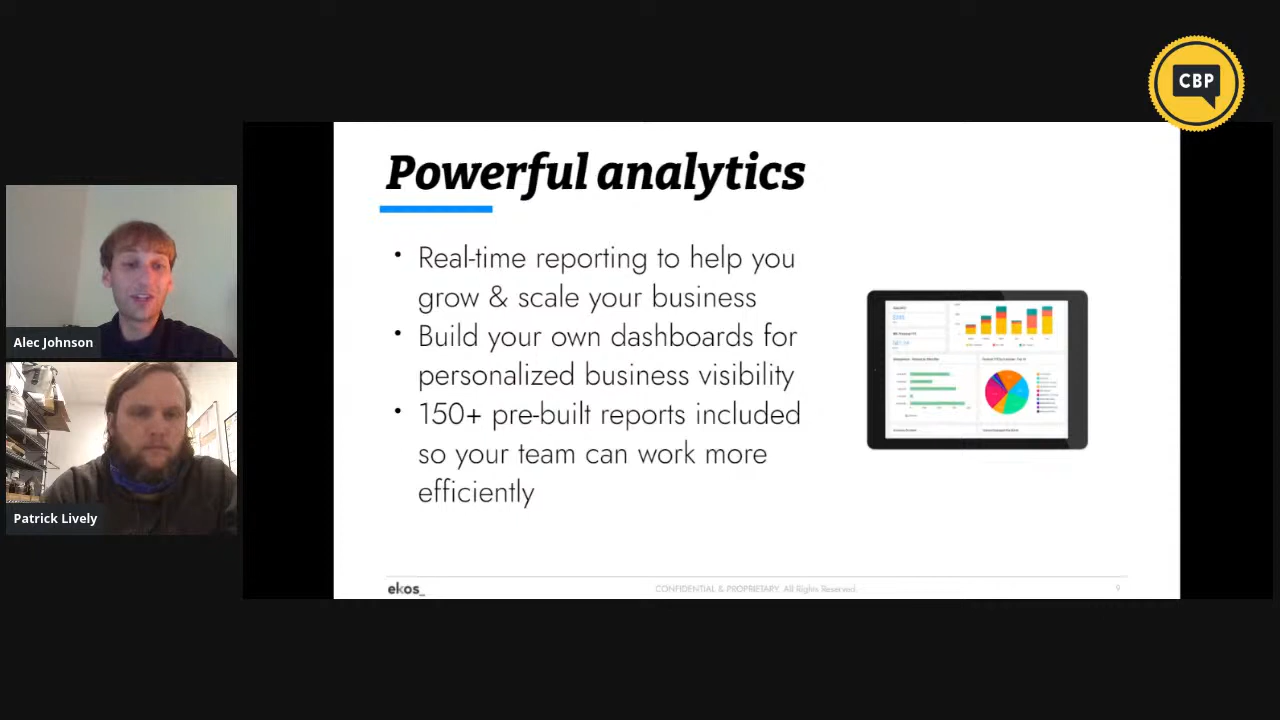 CBP
Powerful analytics
• Real-time reporting to help you
grow & scale your business
• Build your own dashboards for
personalized business visibility
• 150+ pre-built reports included
so your team can work more
efficiently
Alec Johnson
Patrick Lively
ekos_
CONFIDENTIAL & PROPRIETARY. All Rights Reserved.
9